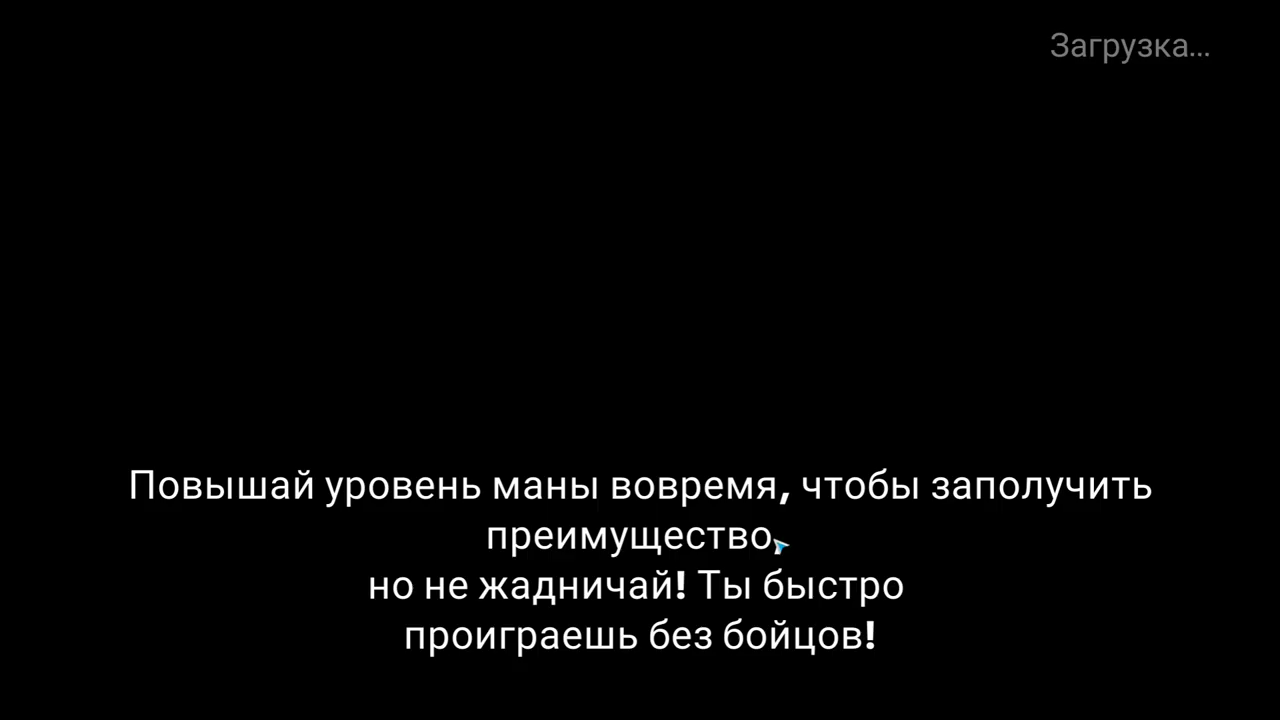 Загрузка...
Повышай уровень маны вовремя, чтобы заполучить
преимущество,
но не жадничай! Ты быстро
проиграешь без бойцов!